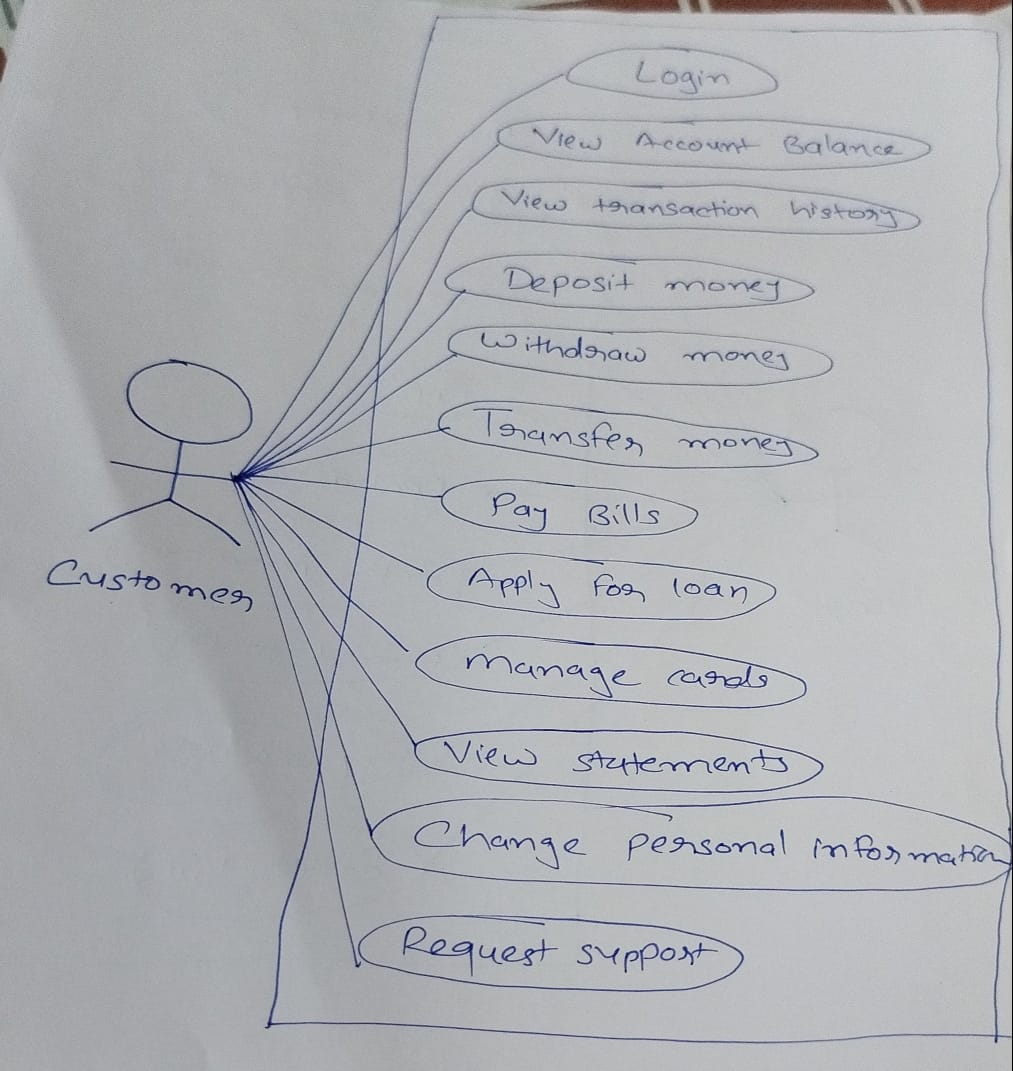 Login
View Account Balance
View transaction history
Deposit money
Withdraw money
Transfer money
Pay Bills
Apply for loan
Manage cards
View statements
Change personal information
Request support
Customer